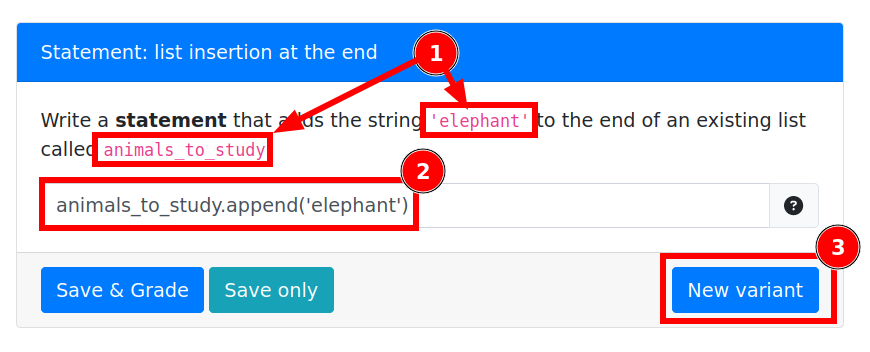 Statement: list insertion at the end
1
Write a statement that adds the string 'elephant' to the end of an existing list
called animals_to_study
2
animals_to_study.append('elephant')
?
3
Save & Grade Save only New variant